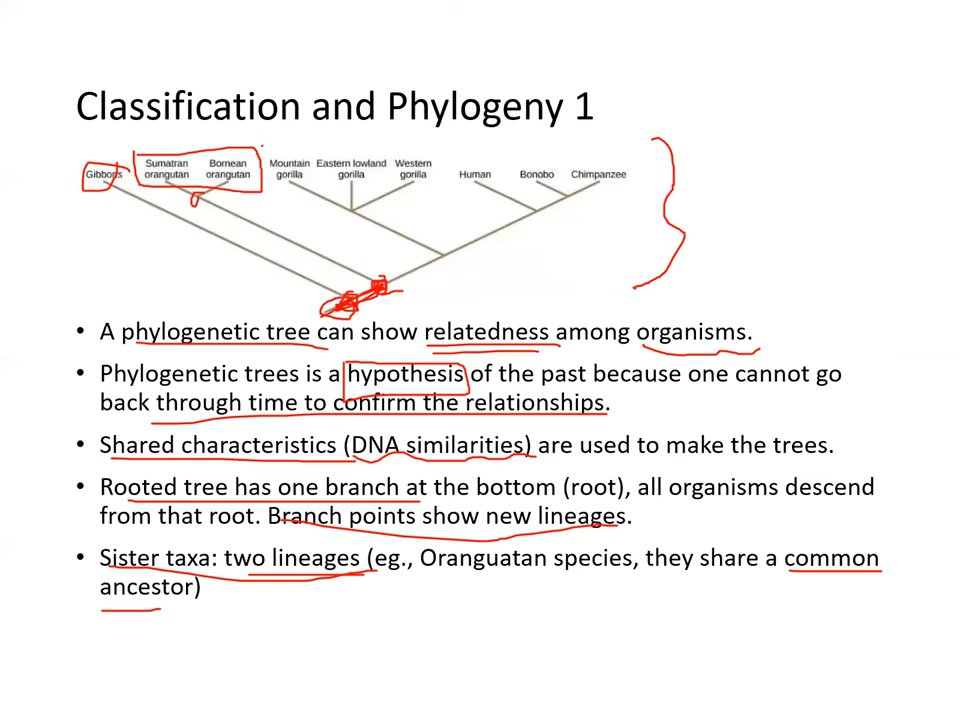 Classification and Phylogeny 1
Gibbons
Sumatran orangutan
Bornean orangutan
Mountain gorilla
Eastern lowland gorilla
Western gorilla
Human
Bonobo
Chimpanzee
• A phylogenetic tree can show relatedness among organisms.
• Phylogenetic trees is a hypothesis of the past because one cannot go
back through time to confirm the relationships.
• Shared characteristics (DNA similarities) are used to make the trees.
• Rooted tree has one branch at the bottom (root), all organisms descend
from that root. Branch points show new lineages.
• Sister taxa: two lineages (eg., Oranguatan species, they share a common
ancestor)